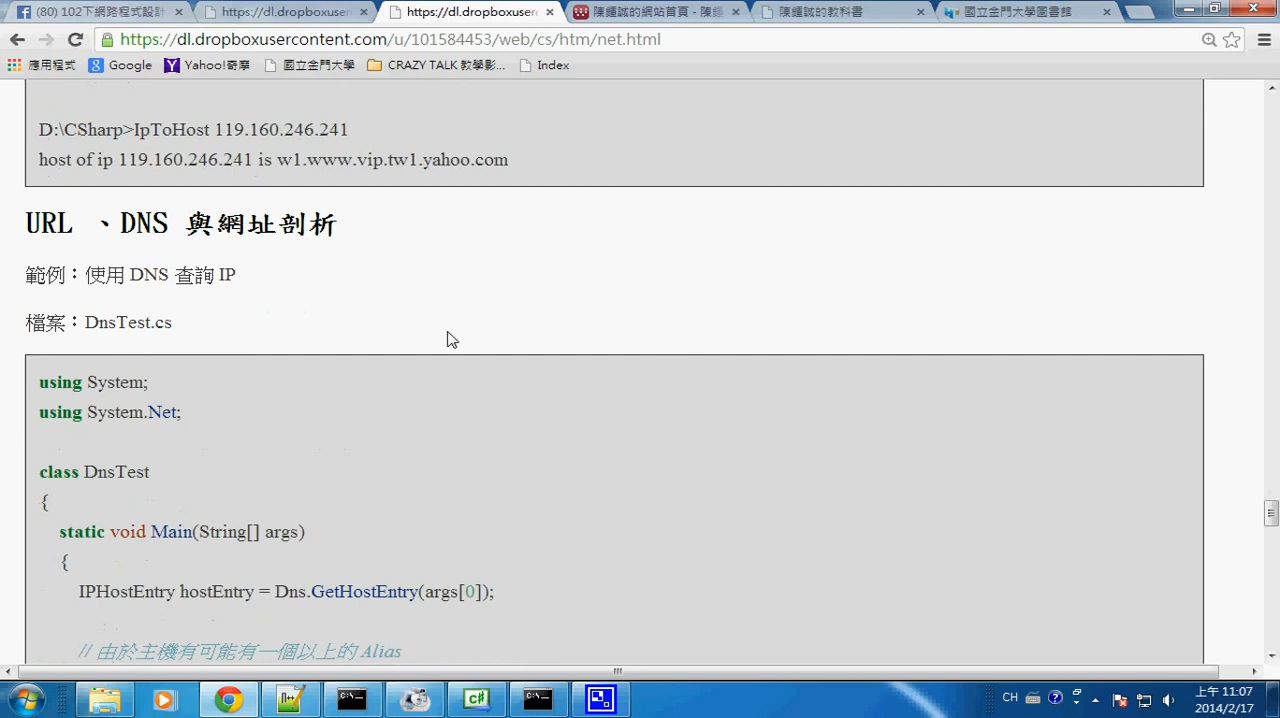 (80) 102下網路程式設計
https://dl.dropboxuser
https://dl.dropboxuser
陳鍾誠的網站首頁 - 陳鍾
陳鍾誠的教科書
國立金門大學圖書館
https://dl.dropboxusercontent.com/u/101584453/web/cs/htm/net.html
應用程式 Google Yahoo!奇摩 國立金門大學 CRAZY TALK 教學影... Index
D:\CSharp>IpToHost 119.160.246.241
host of ip 119.160.246.241 is w1.www.vip.tw1.yahoo.com
URL 、DNS 與網址剖析
範例：使用 DNS 查詢 IP
檔案：DnsTest.cs
using System;
using System.Net;
class DnsTest
{
static void Main(String[] args)
{
IPHostEntry hostEntry = Dns.GetHostEntry(args[0]);
// 由於主機有可能有一個以上的 Alias
CH
上午 11:07
2014/2/17